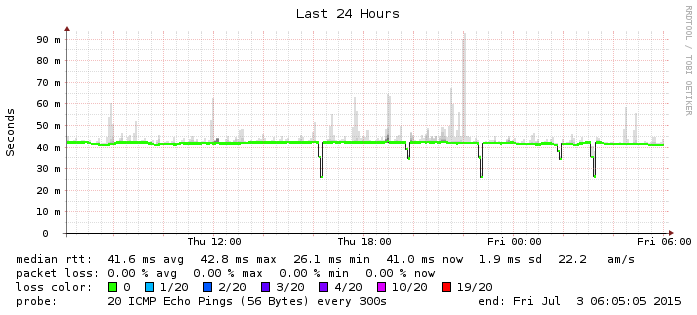 Last 24 Hours
RRDTOOL / TOBI OETIKER
Seconds
90 m
80 m
70 m
60 m
50 m
40 m
30 m
20 m
10 m
0
Thu 12:00 Thu 18:00 Fri 00:00 Fri 06:00
median rtt: 41.6 ms avg 42.8 ms max 26.1 ms min 41.0 ms now 1.9 ms sd 22.2 am/s
packet loss: 0.00 % avg 0.00 % max 0.00 % min 0.00 % now
loss color: 0 1/20 2/20 3/20 4/20 10/20 19/20
probe: 20 ICMP Echo Pings (56 Bytes) every 300s end: Fri Jul 3 06:05:05 2015